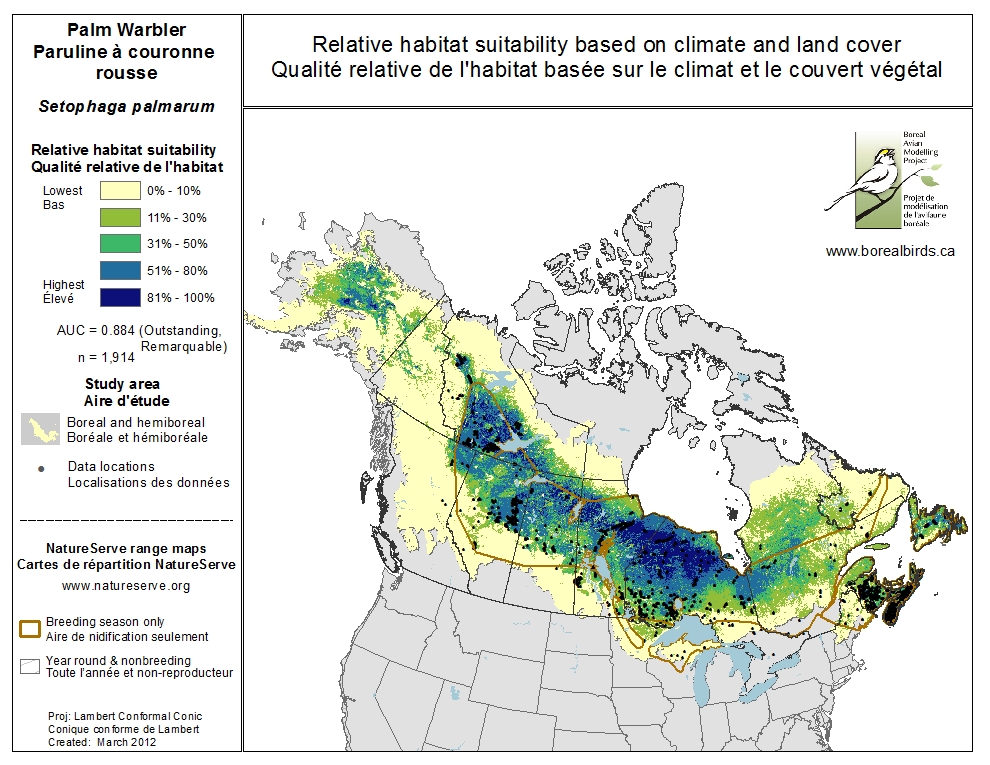 Palm Warbler
Paruline à couronne
rousse
Setophaga palmarum
Relative habitat suitability
Qualité relative de l'habitat
Lowest
Bas
0% - 10%
11% - 30%
31% - 50%
51% - 80%
Highest
Élevé
81% - 100%
AUC = 0.884 (Outstanding,
Remarquable)
n = 1,914
Study area
Aire d'étude
Boreal and hemiboreal
Boréale et hémiboréale
Data locations
Localisations des données
NatureServe range maps
Cartes de répartition NatureServe
www.natureserve.org
Breeding season only
Aire de nidification seulement
Year round & nonbreeding
Toute l'année et non-reproducteur
Proj: Lambert Conformal Conic
Conique conforme de Lambert
Created: March 2012
Relative habitat suitability based on climate and land cover
Qualité relative de l'habitat basée sur le climat et le couvert végétal
Boreal
Avian
Modelling
Project
Projet de
modélisation
de l'avifaune
boréale
www.borealbirds.ca